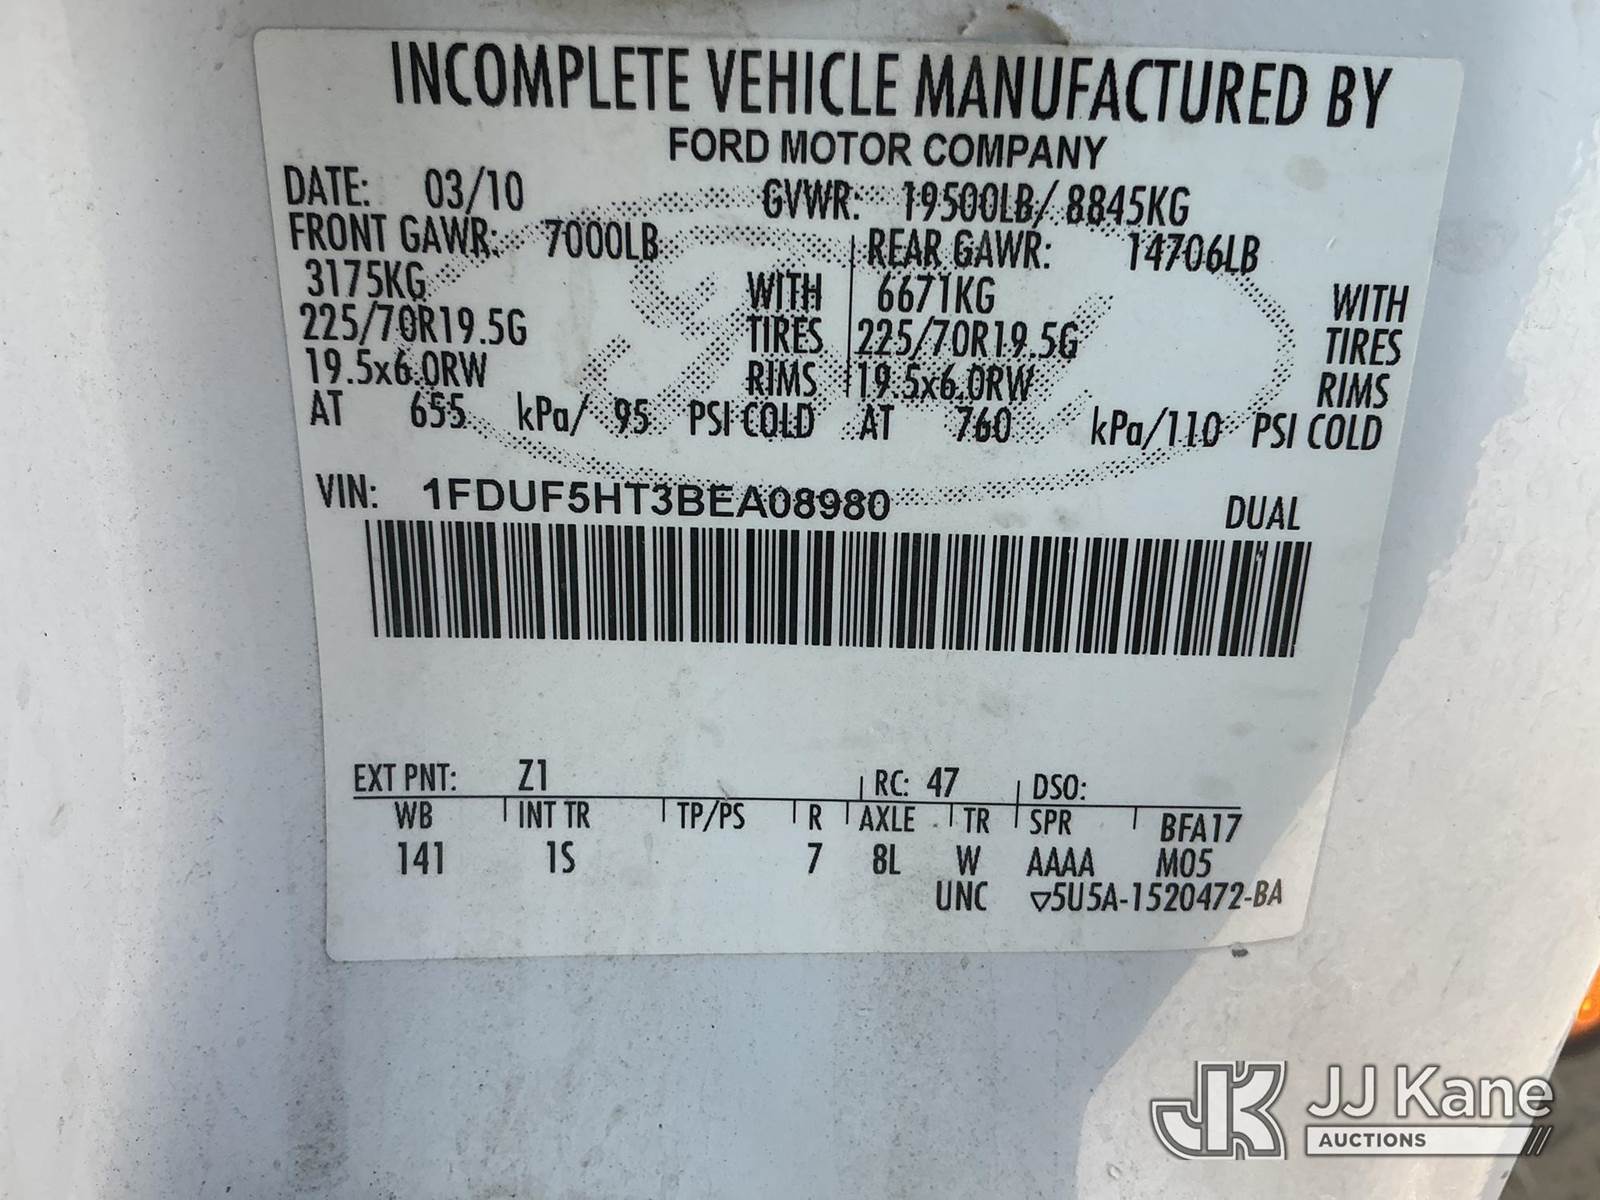 INCOMPLETE VEHICLE MANUFACTURED BY
FORD MOTOR COMPANY
DATE: 03/10 GVWR: 19500LB/ 8845KG
FRONT GAWR: 7000LB REAR GAWR: 14706LB
3175KG WITH 6671KG WITH
225/70R19.5G TIRES 225/70R19.5G TIRES
19.5x6.0RW RIMS 19.5x6.0RW RIMS
AT 655 kPa/ 95 PSI COLD AT 760 kPa/110 PSI COLD
VIN: 1FDUF5HT3BEA08980 DUAL
EXT PNT: Z1 RC: 47 DSO:
WB INT TR TP/PS R AXLE TR SPR BFA17
141 1S 7 8L W AAAA M05
UNC ▽5U5A-1520472-BA
JK JJ Kane
AUCTIONS